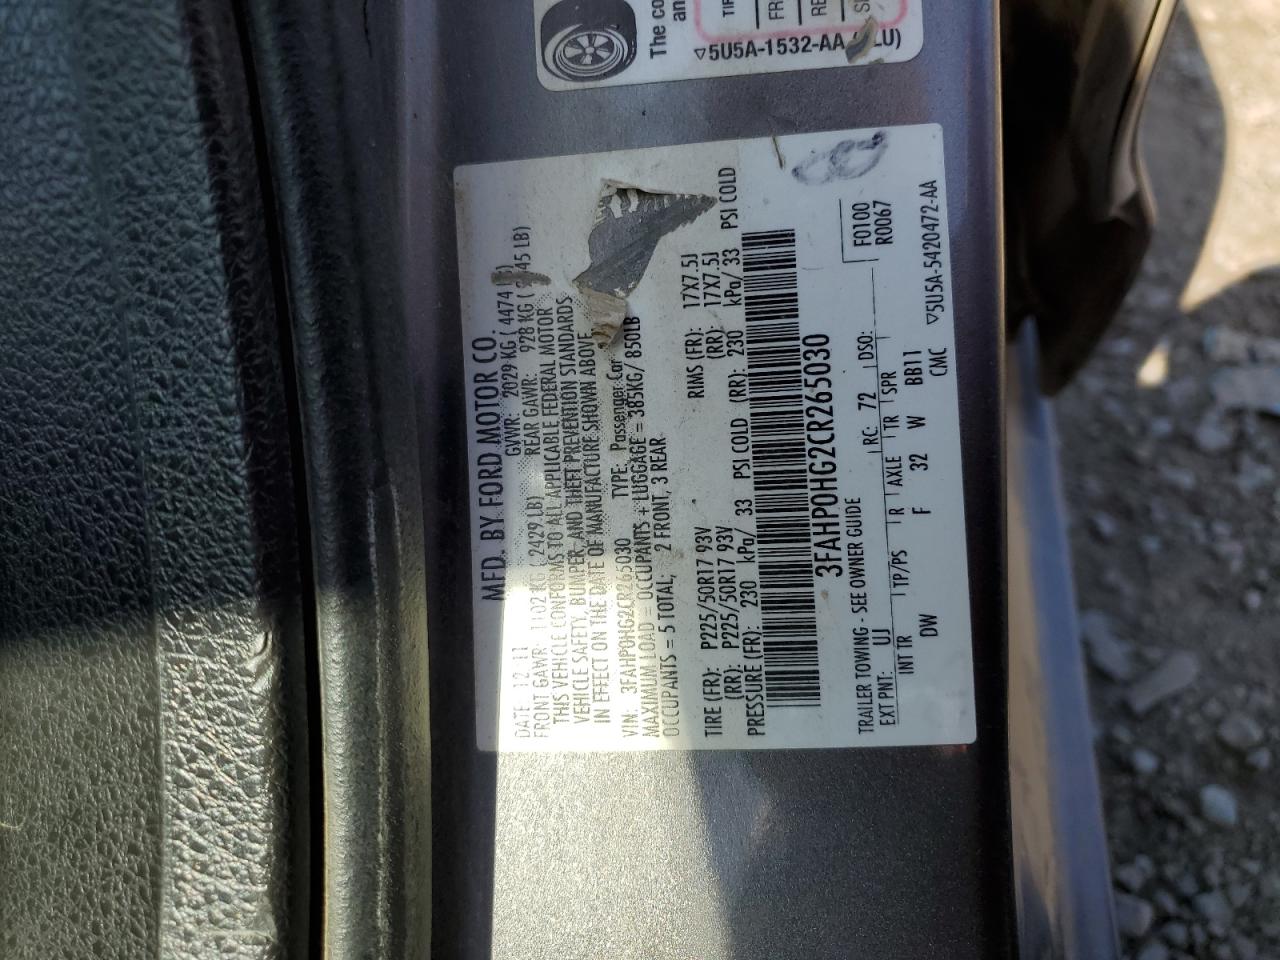 The co
an
TIR
FR
RE
▽5U5A-1532-AA LU)
MFD. BY FORD MOTOR CO.
DATE 12 11 GVWR: 2029 KG ( 4474
FRONT GAWR: 1102 KG ( 2429 LB) REAR GAWR: 928 KG ( 45 LB)
THIS VEHICLE CONFORMS TO ALL APPLICABLE FEDERAL MOTOR
VEHICLE SAFETY, BUMPER, AND THEFT PREVENTION STANDARDS
IN EFFECT ON THE DATE OF MANUFACTURE SHOWN ABOVE
VIN: 3FAHP0HG2CR265030 TYPE: Passenger Car
MAXIMUM LOAD = OCCUPANTS + LUGGAGE = 385KG/ 850LB
OCCUPANTS = 5 TOTAL, 2 FRONT, 3 REAR
TIRE (FR): P225/50R17 93V RIMS (FR): 17X7.5J
(RR): P225/50R17 93V (RR): 17X7.5J
PRESSURE (FR): 230 kPa/ 33 PSI COLD (RR): 230 kPa/ 33 PSI COLD
3FAHP0HG2CR265030
F0100
R0067
TRAILER TOWING - SEE OWNER GUIDE
EXT PNT: UJ RC: 72 DSO:
INT TR TP/PS R AXLE TR SPR
DW F 32 W BB11
CMC ▽5U5A-5420472-AA